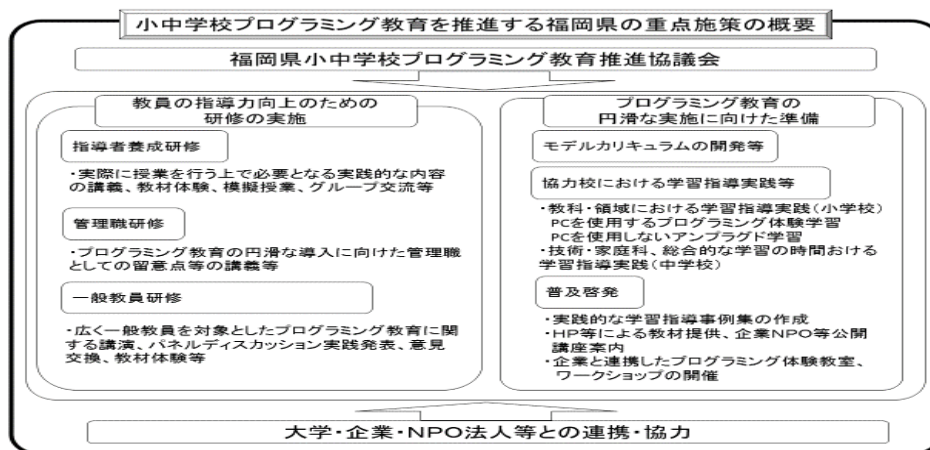 小中学校プログラミング教育を推進する福岡県の重点施策の概要
福岡県小中学校プログラミング教育推進協議会
教員の指導力向上のための
研修の実施
指導者養成研修
・実際に授業を行う上で必要となる実践的な内容
の講義、教材体験、模擬授業、グループ交流等
管理職研修
・プログラミング教育の円滑な導入に向けた管理職
としての留意点等の講義等
一般教員研修
・広く一般教員を対象としたプログラミング教育に関
する講演、パネルディスカッション実践発表、意見
交換、教材体験等
プログラミング教育の
円滑な実施に向けた準備
モデルカリキュラムの開発等
協力校における学習指導実践等
・教科・領域における学習指導実践(小学校)
PCを使用するプログラミング体験学習
PCを使用しないアンプラグド学習
・技術・家庭科、総合的な学習の時間おける
学習指導実践(中学校)
普及啓発
・実践的な学習指導事例集の作成
・HP等による教材提供、企業NPO等公開
講座案内
・企業と連携したプログラミング体験教室、
ワークショップの開催
大学・企業・NPO法人等との連携・協力